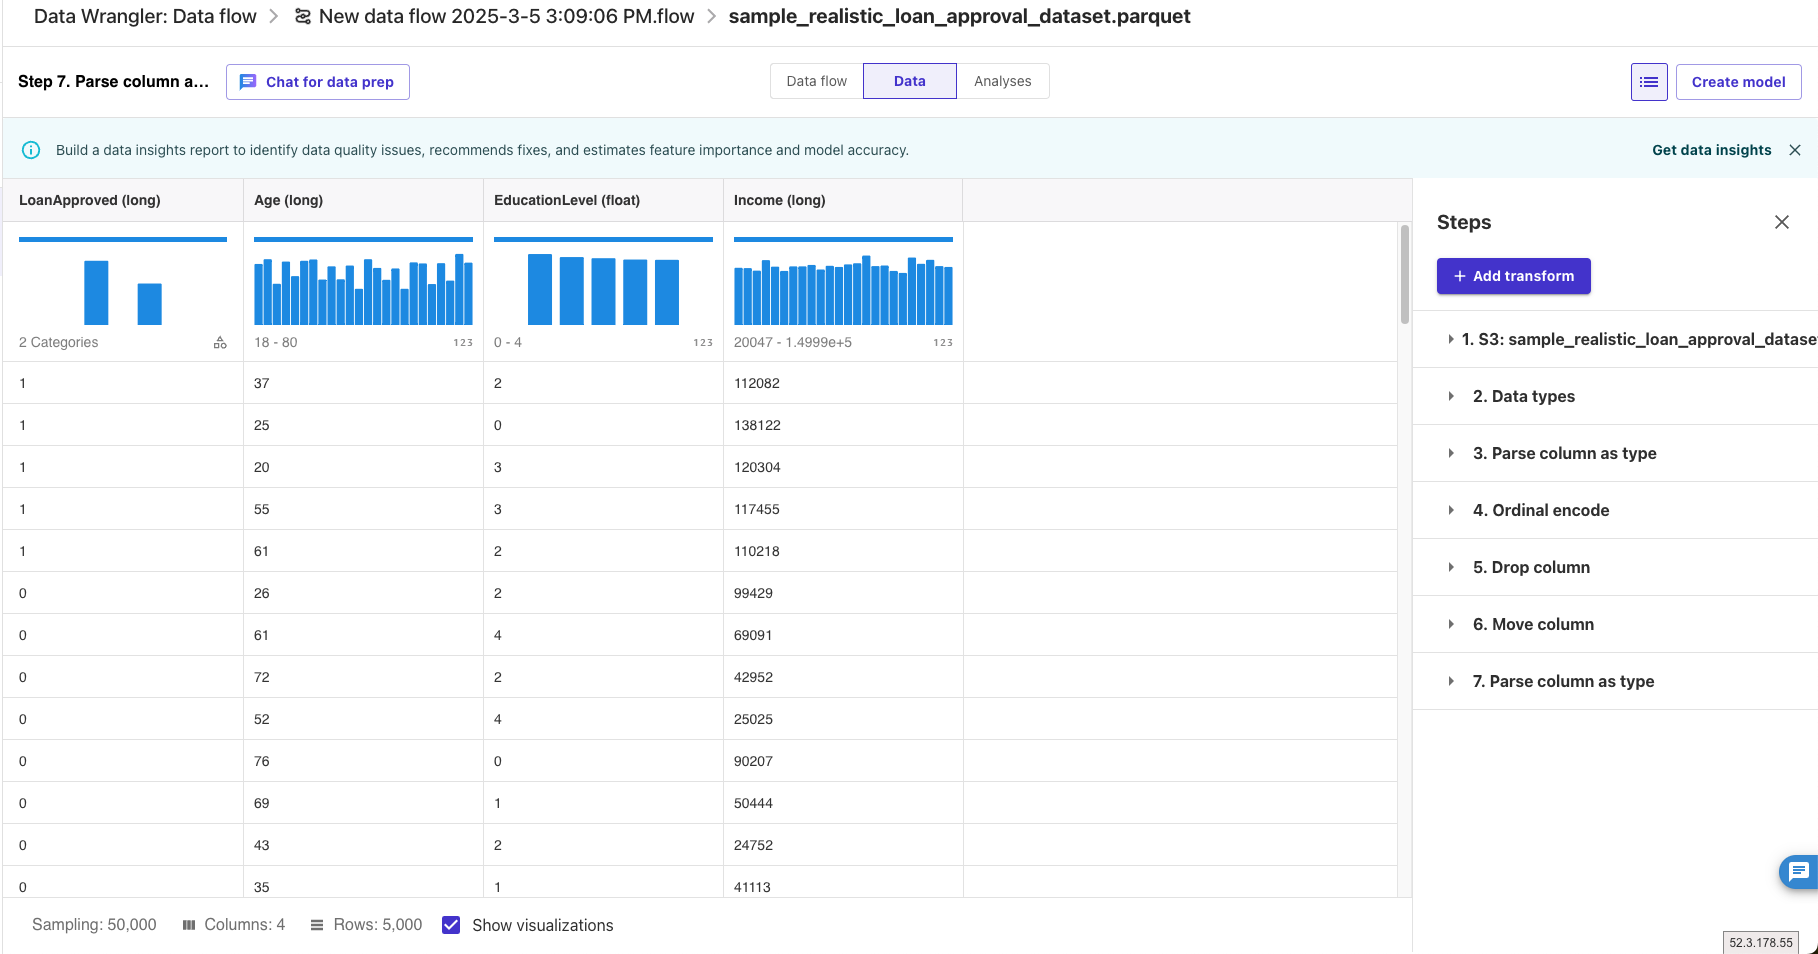 Data Wrangler: Data flow > New data flow 2025-3-5 3:09:06 PM.flow > sample_realistic_loan_approval_dataset.parquet
Step 7. Parse column a... Chat for data prep Data flow Data Analyses Create model
Build a data insights report to identify data quality issues, recommends fixes, and estimates feature importance and model accuracy. Get data insights
LoanApproved (long) Age (long) EducationLevel (float) Income (long)
2 Categories 18 - 80 123 0 - 4 123 20047 - 1.4999e+5 123
1 37 2 112082
1 25 0 138122
1 20 3 120304
1 55 3 117455
1 61 2 110218
0 26 2 99429
0 61 4 69091
0 72 2 42952
0 52 4 25025
0 76 0 90207
0 69 1 50444
0 43 2 24752
0 35 1 41113
Sampling: 50,000 Columns: 4 Rows: 5,000 Show visualizations
Steps
+ Add transform
1. S3: sample_realistic_loan_approval_datase
2. Data types
3. Parse column as type
4. Ordinal encode
5. Drop column
6. Move column
7. Parse column as type
52.3.178.55